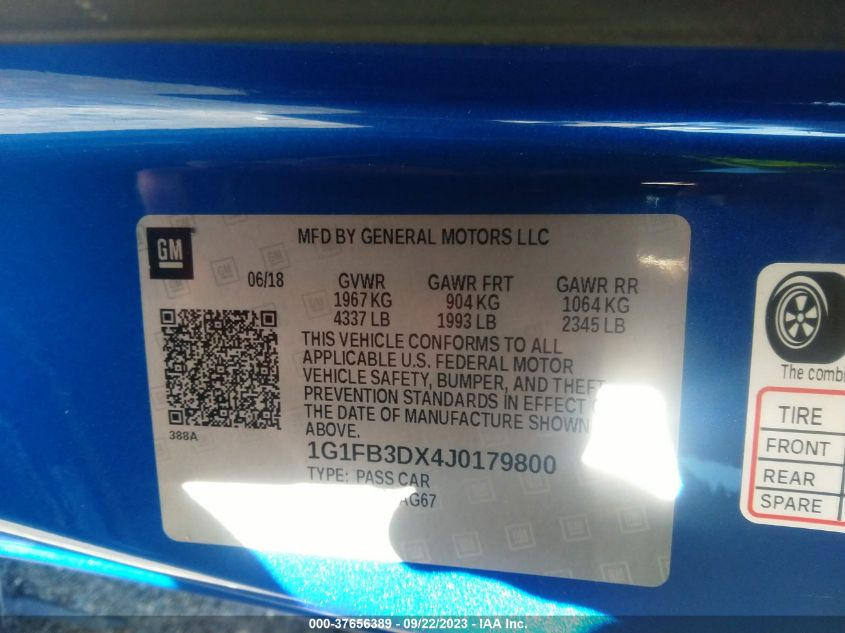 GM
MFD BY GENERAL MOTORS LLC
06/18
GVWR GAWR FRT GAWR RR
1967 KG 904 KG 1064 KG
4337 LB 1993 LB 2345 LB
THIS VEHICLE CONFORMS TO ALL
APPLICABLE U.S. FEDERAL MOTOR
VEHICLE SAFETY, BUMPER, AND THEFT
PREVENTION STANDARDS IN EFFECT
THE DATE OF MANUFACTURE SHOWN
ABOVE.
388A
1G1FB3DX4J0179800
TYPE: PASS CAR
AG67
The combi
TIRE
FRONT
REAR
SPARE
000-37656389 - 09/22/2023 - IAA Inc.